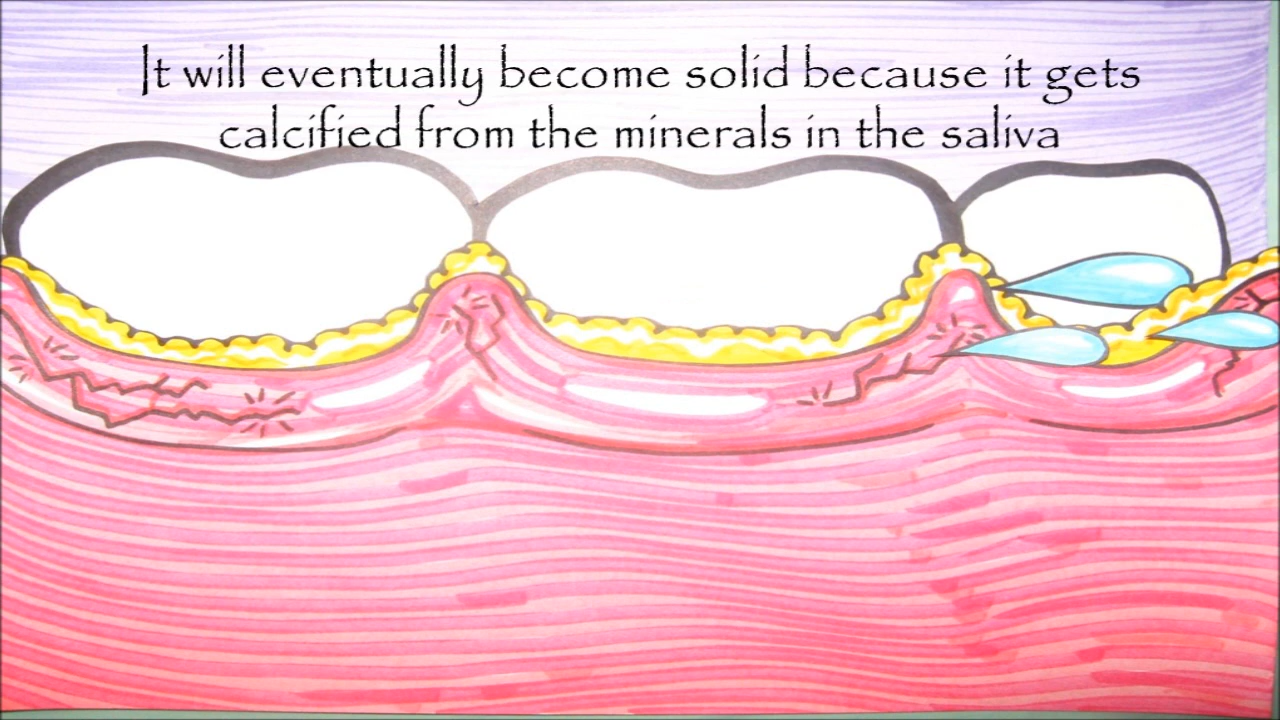 It will eventually become solid because it gets
calcified from the minerals in the saliva